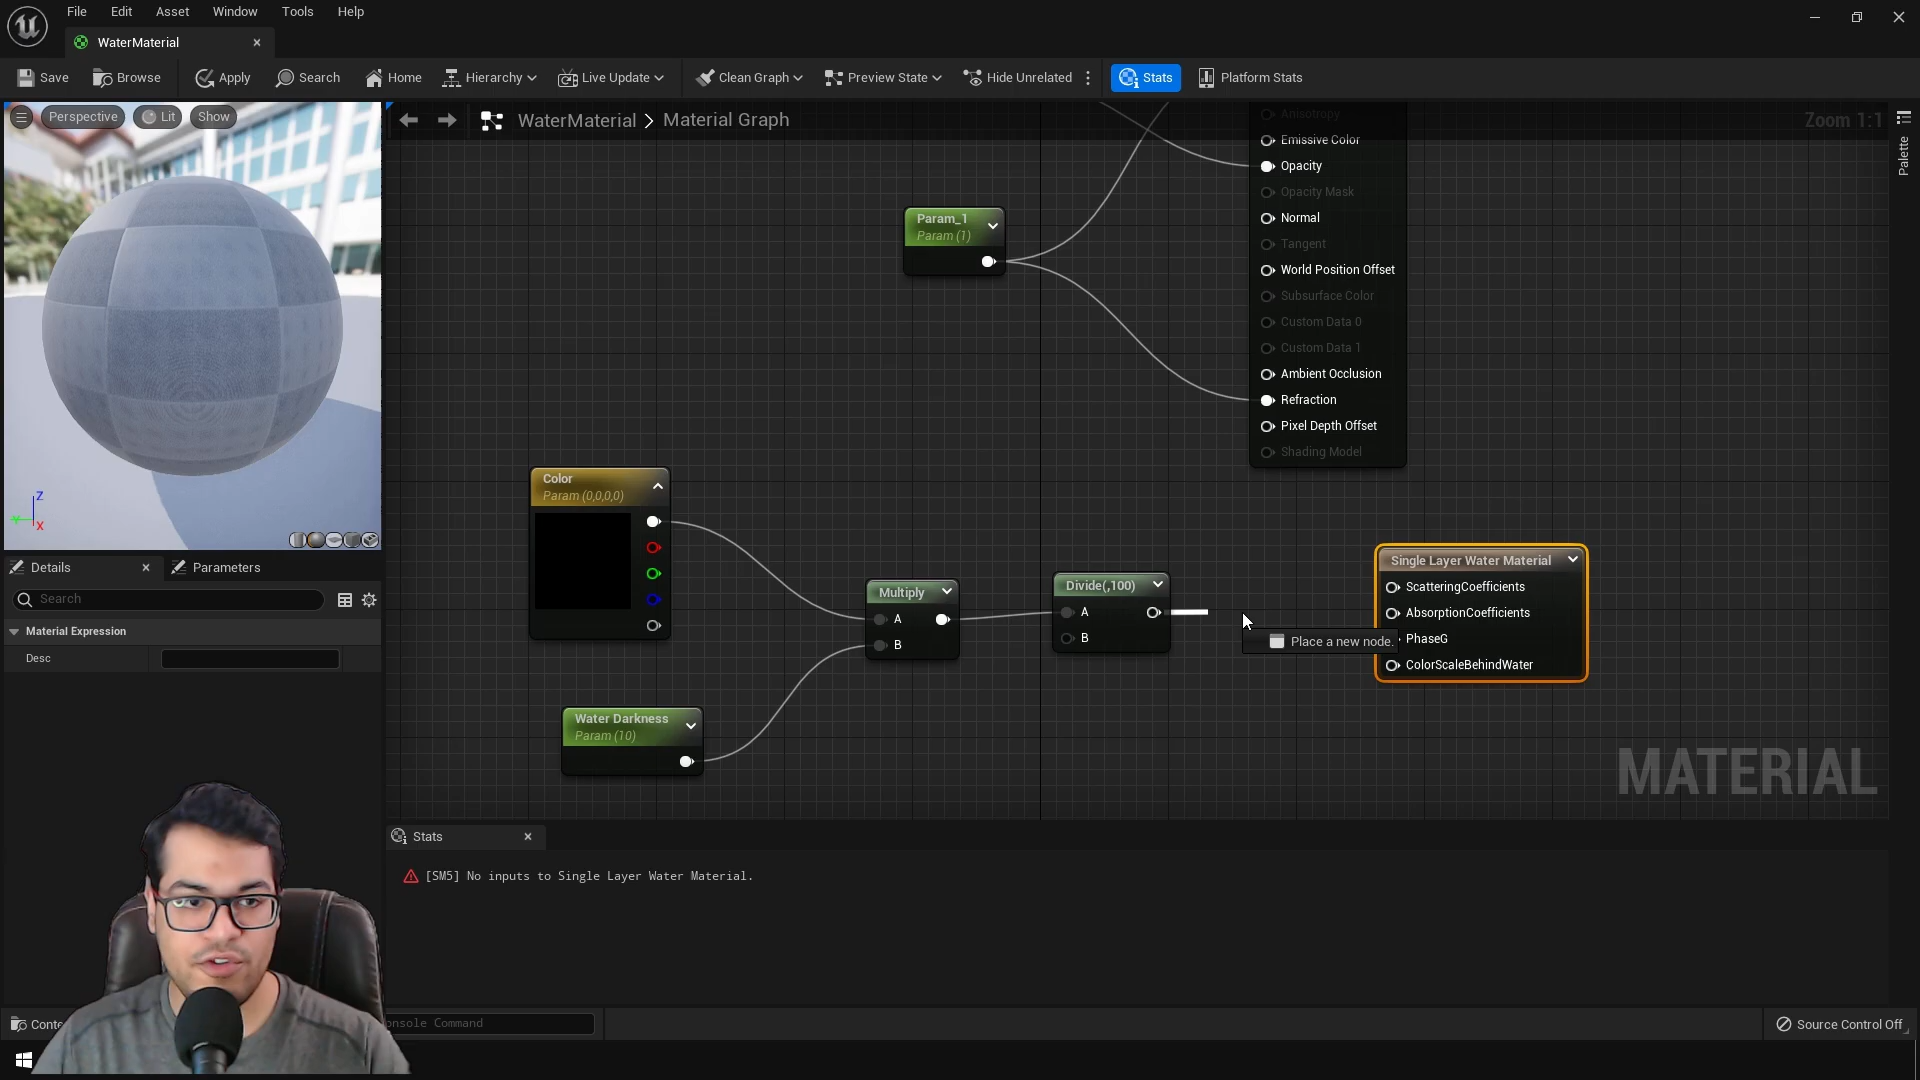 File Edit Asset Window Tools Help
WaterMaterial
Save Browse Apply Search Home Hierarchy Live Update Clean Graph Preview State Hide Unrelated Stats Platform Stats
Perspective Lit Show
WaterMaterial > Material Graph
Zoom 1:1
Palette
Anisotropy
Emissive Color
Opacity
Opacity Mask
Normal
Tangent
World Position Offset
Subsurface Color
Custom Data 0
Custom Data 1
Ambient Occlusion
Refraction
Pixel Depth Offset
Shading Model
Param_1
Param (1)
Color
Param (0,0,0,0)
Multiply
A
B
Divide(,100)
A
B
Water Darkness
Param (10)
Place a new node.
Single Layer Water Material
ScatteringCoefficients
AbsorptionCoefficients
PhaseG
ColorScaleBehindWater
MATERIAL
Z
Y
X
Details Parameters
Search
Material Expression
Desc
Stats
[SM5] No inputs to Single Layer Water Material.
Conte
onsole Command
Source Control Off